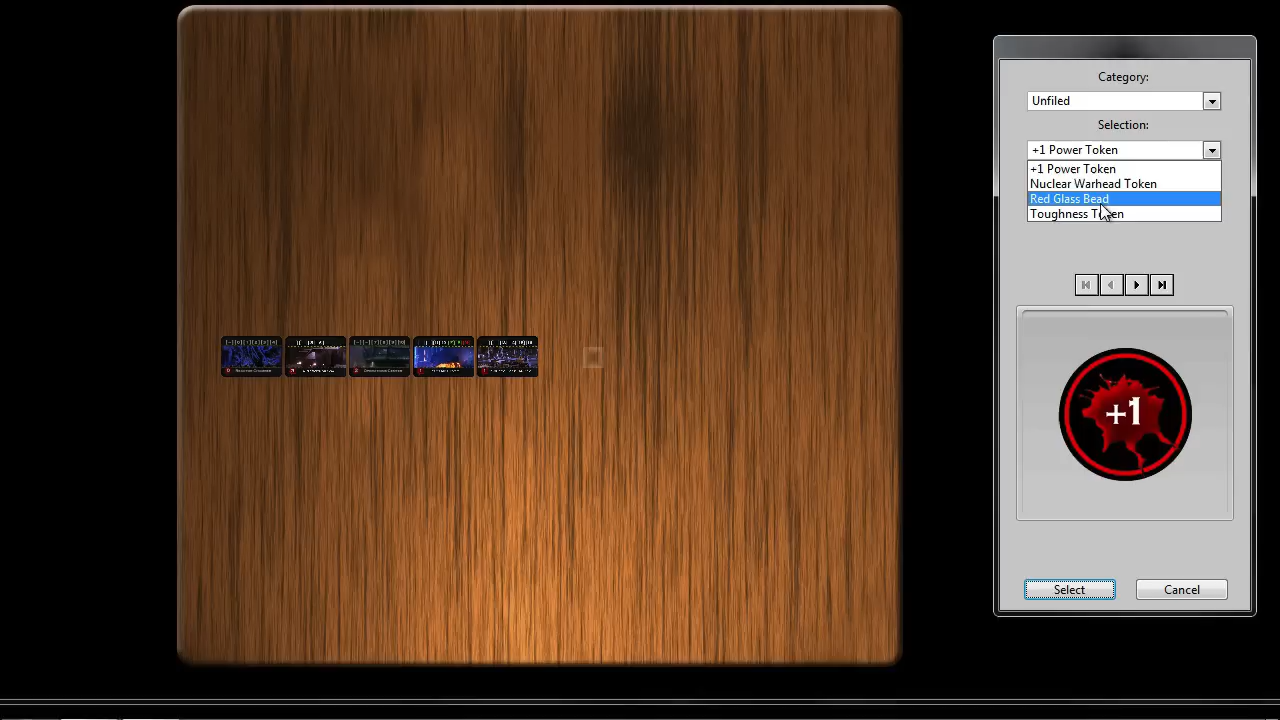 Category:
Unfiled
Selection:
+1 Power Token
+1 Power Token
Nuclear Warhead Token
Red Glass Bead
Toughness
+1
Select
Cancel